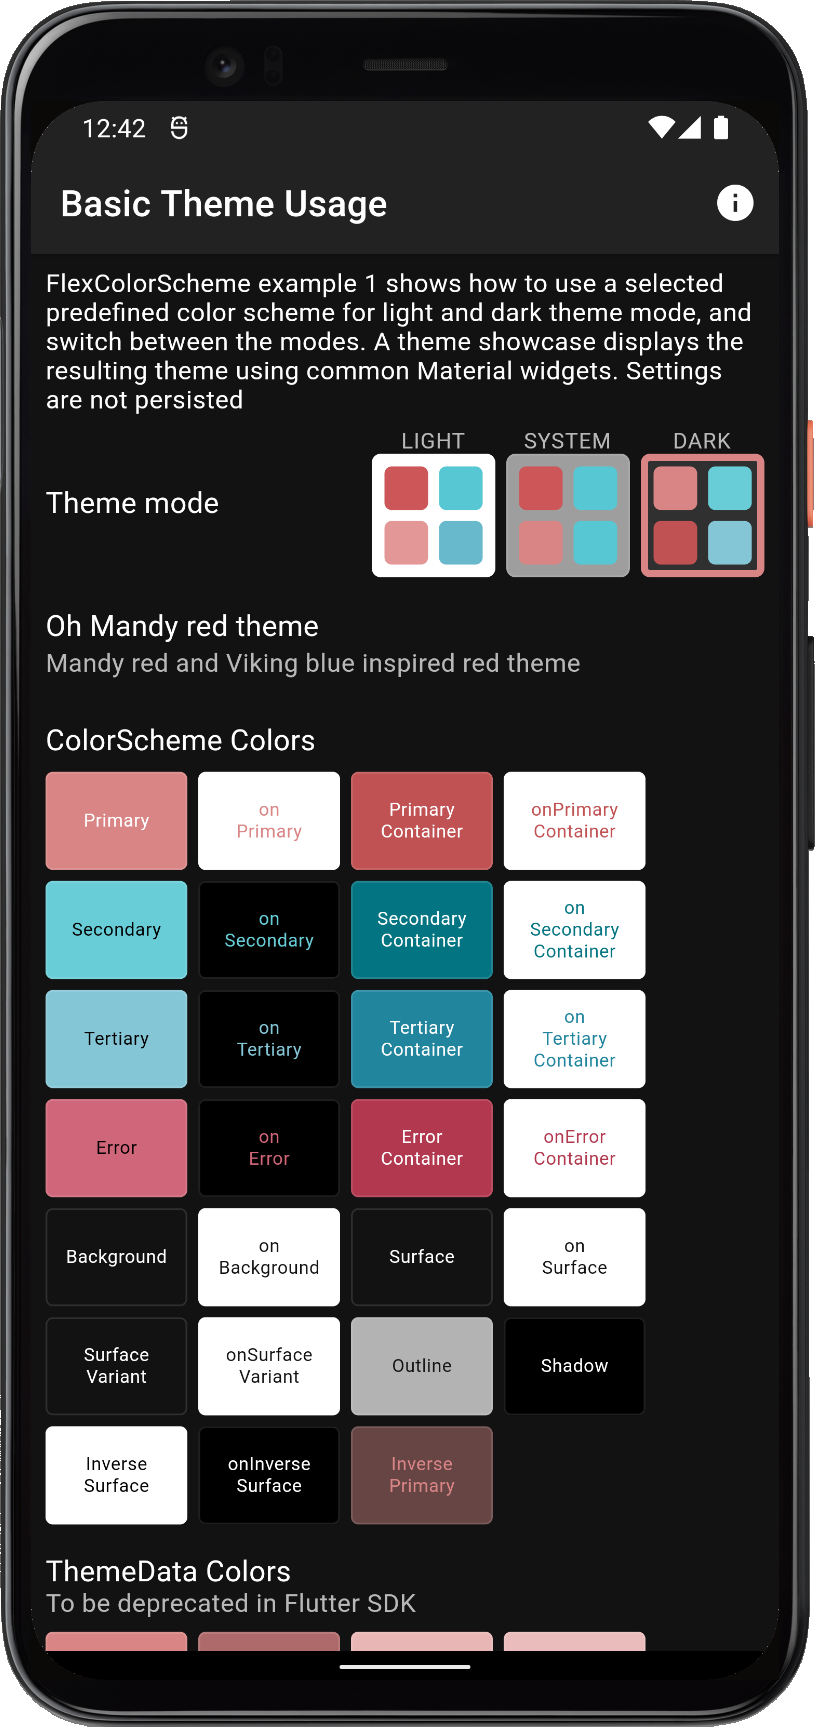 12:42
Basic Theme Usage
FlexColorScheme example 1 shows how to use a selected
predefined color scheme for light and dark theme mode, and
switch between the modes. A theme showcase displays the
resulting theme using common Material widgets. Settings
are not persisted
LIGHT SYSTEM DARK
Theme mode
Oh Mandy red theme
Mandy red and Viking blue inspired red theme
ColorScheme Colors
Primary
on
Primary
Primary
Container
onPrimary
Container
Secondary
on
Secondary
Secondary
Container
on
Secondary
Container
Tertiary
on
Tertiary
Tertiary
Container
on
Tertiary
Container
Error
on
Error
Error
Container
onError
Container
Background
on
Background
Surface
on
Surface
Surface
Variant
onSurface
Variant
Outline
Shadow
Inverse
Surface
onInverse
Surface
Inverse
Primary
ThemeData Colors
To be deprecated in Flutter SDK